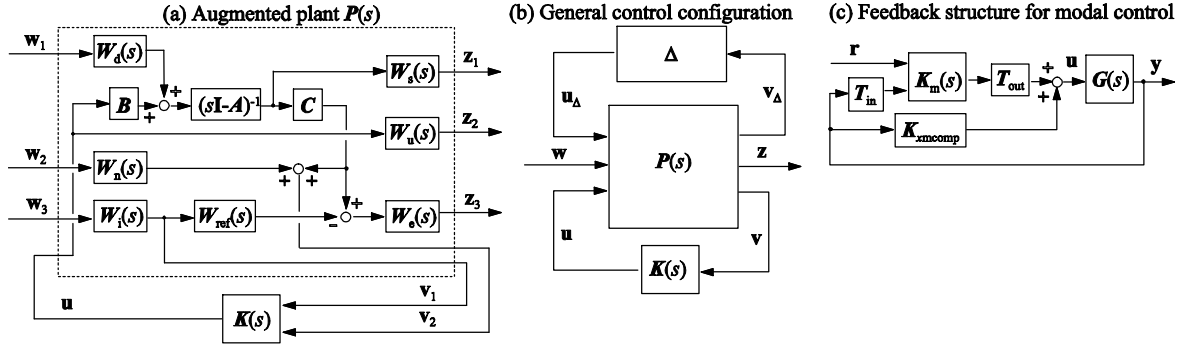 (a) Augmented plant P(s)
w1
Wd(s)
z1
Ws(s)
+
B
+
(sI-A)-1
C
z2
Wu(s)
w2
Wn(s)
+
+
+
w3
Wi(s)
Wref(s)
-
We(s)
z3
u
K(s)
v1
v2
(b) General control configuration
Δ
uΔ
vΔ
w
P(s)
z
u
v
K(s)
(c) Feedback structure for modal control
r
Tin
Km(s)
Tout
+
+
u
G(s)
y
Kxmcomp